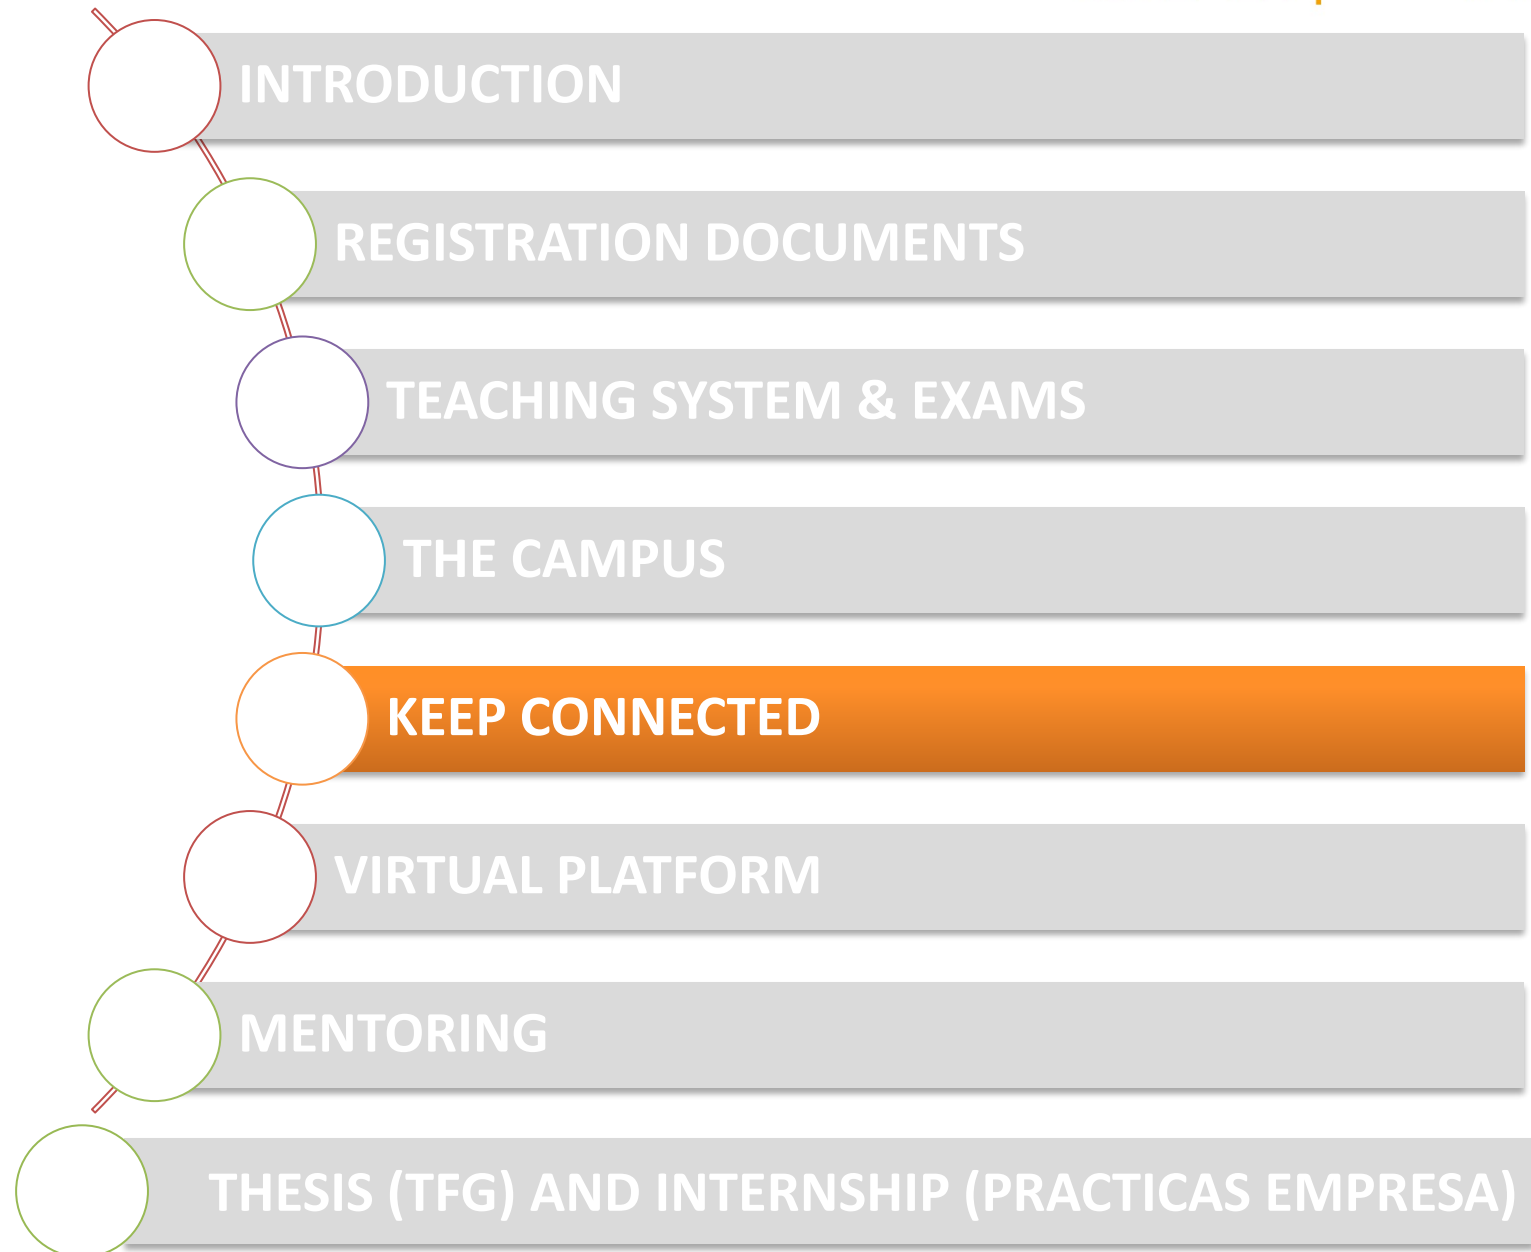 INTRODUCTION
REGISTRATION DOCUMENTS
TEACHING SYSTEM & EXAMS
THE CAMPUS
KEEP CONNECTED
VIRTUAL PLATFORM
MENTORING
THESIS (TFG) AND INTERNSHIP (PRACTICAS EMPRESA)